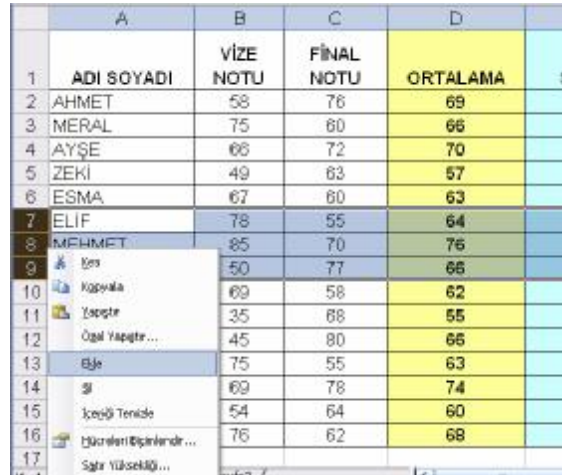 A B C D
1 ADI SOYADI VİZE NOTU FİNAL NOTU ORTALAMA
2 AHMET 58 76 69
3 MERAL 75 60 66
4 AYŞE 66 72 70
5 ZEKİ 49 63 57
6 ESMA 67 60 63
7 ELİF 78 55 64
8 MEHMET 85 70 76
9 Kes 50 77 66
10 Kopyala 69 58 62
11 Yapıştır 35 68 55
12 Özel Yapıştır... 45 80 66
13 Ekle 75 55 63
14 Sil 69 78 74
15 İçeriği Temizle 54 64 60
16 Hücreleri Biçimlendir... 76 62 68
17 Satır Yüksekliği...